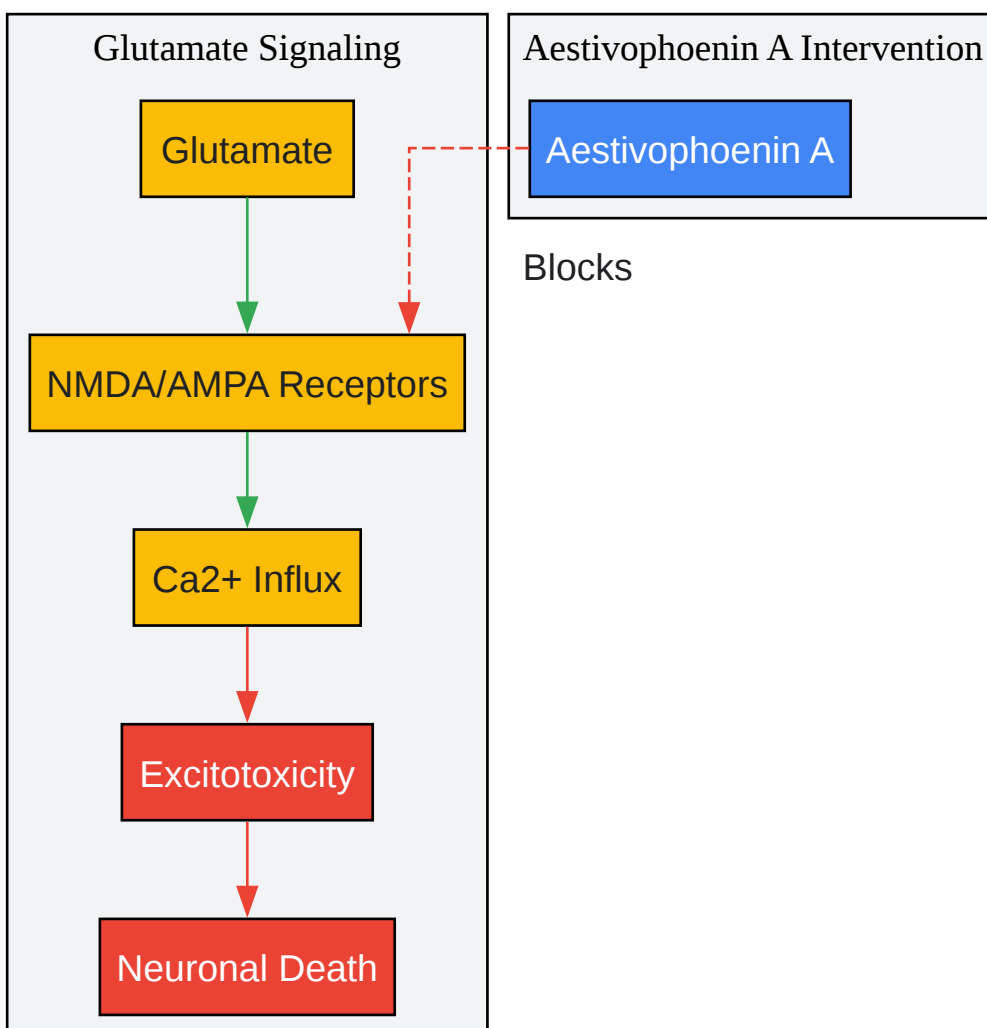 Glutamate Signaling
Glutamate
NMDA/AMPA Receptors
Ca2+ Influx
Excitotoxicity
Neuronal Death
Aestivophoenin A Intervention
Aestivophoenin A
Blocks